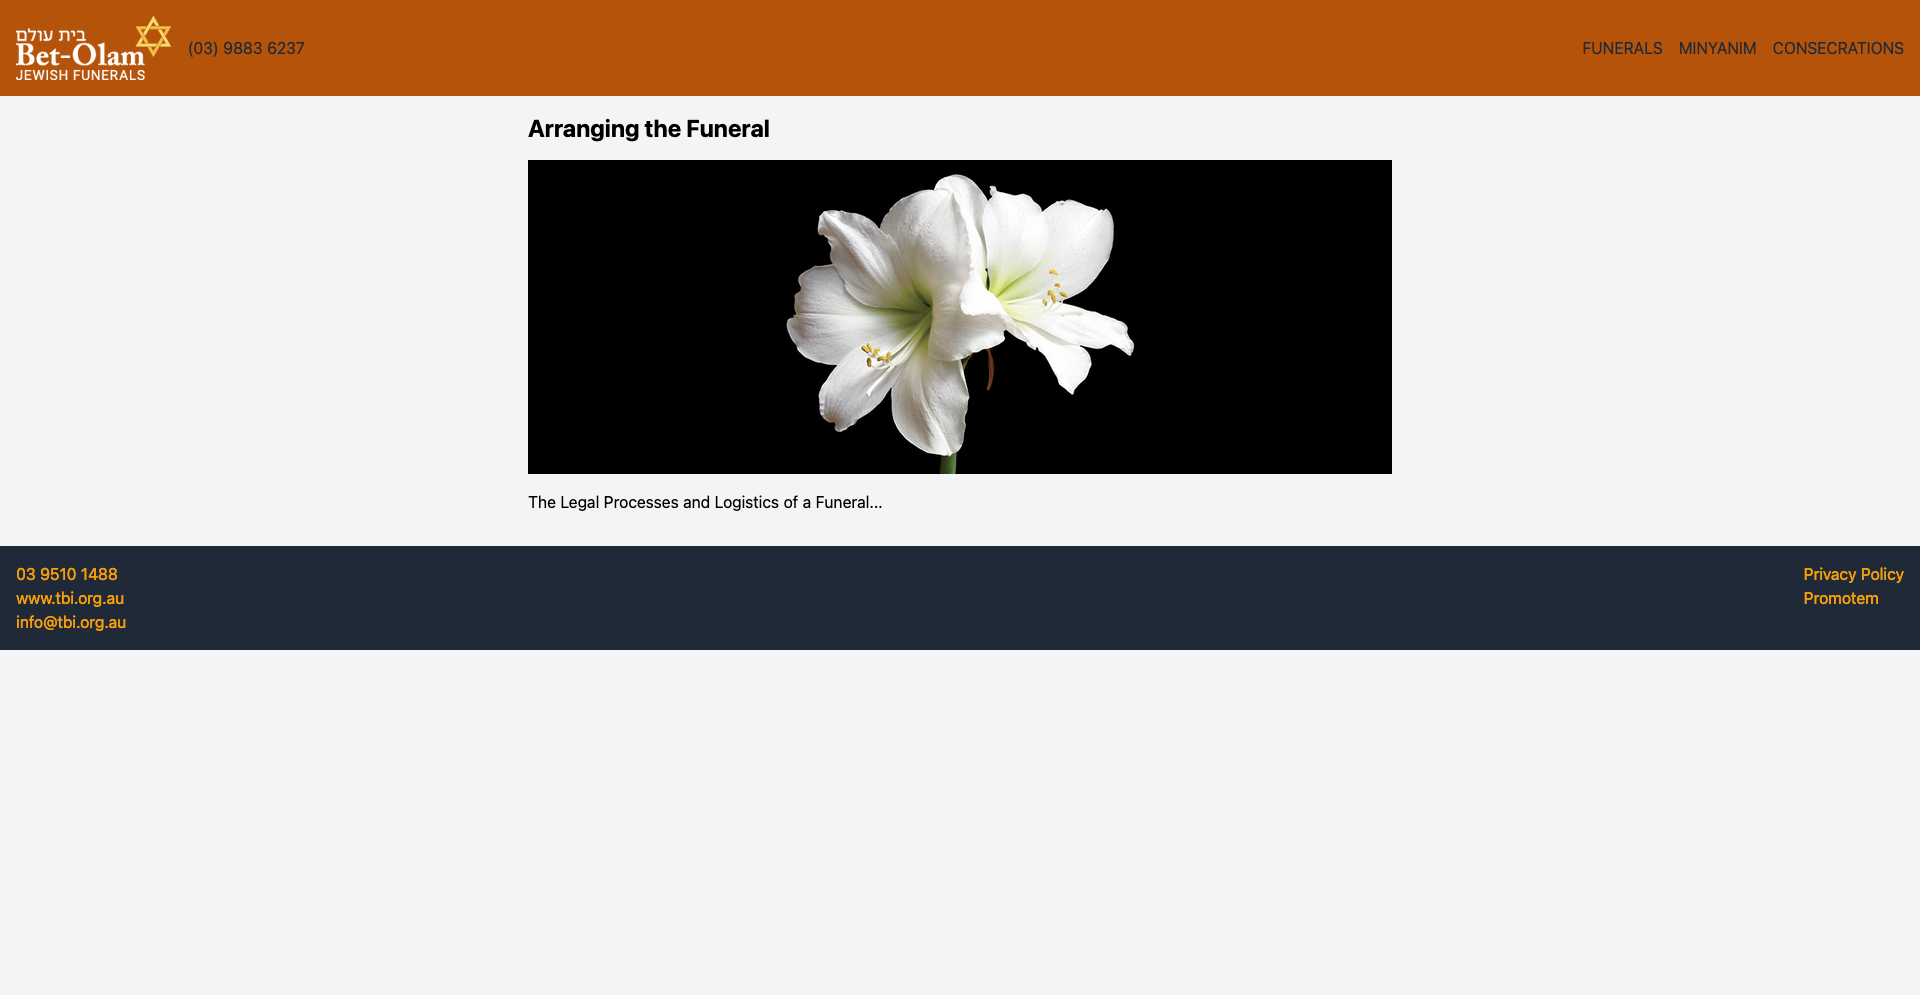 בית עולם
Bet-Olam
JEWISH FUNERALS
(03) 9883 6237
FUNERALS MINYANIM CONSECRATIONS
Arranging the Funeral
The Legal Processes and Logistics of a Funeral...
03 9510 1488
www.tbi.org.au
info@tbi.org.au
Privacy Policy
Promotem